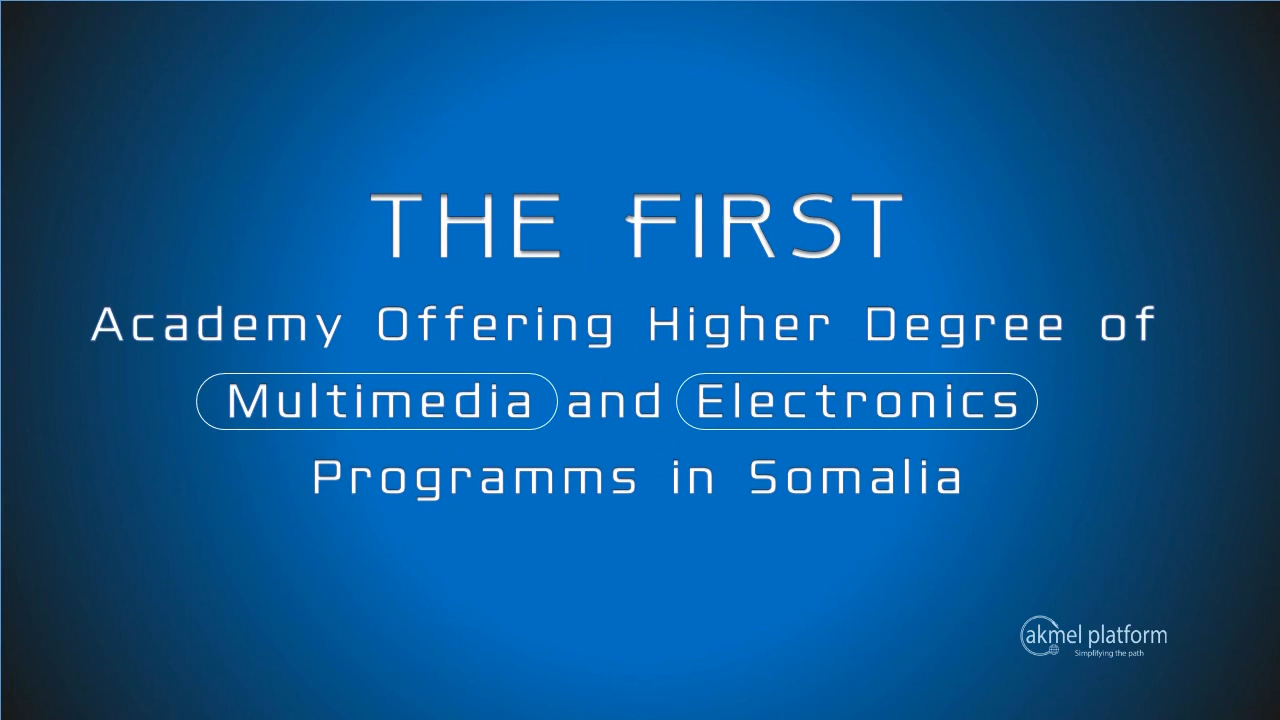 THE FIRST
Academy Offering Higher Degree of
Multimedia and Electronics
Programms in Somalia
akmel platform
Simplifying the path